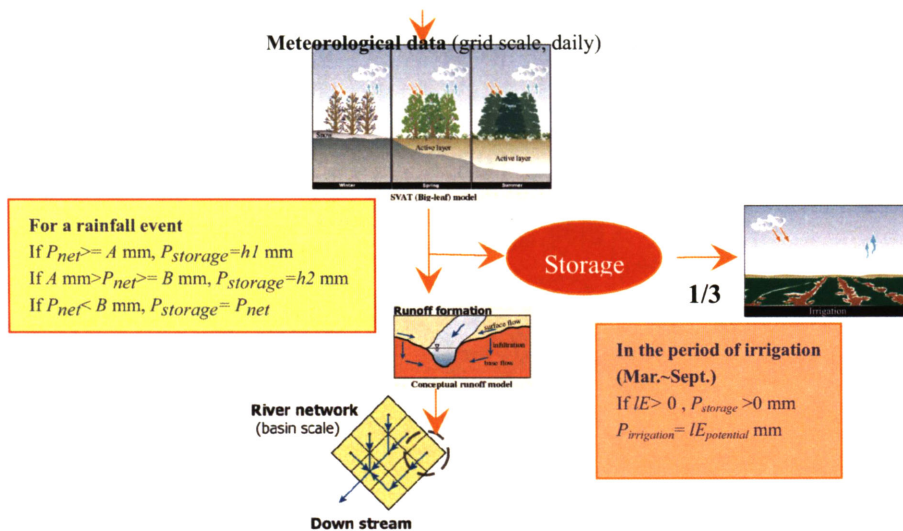 Meteorological data (grid scale, daily)
Snow
Active layer
Active layer
Winter
Spring
Summer
SVAT (Big-leaf) model
For a rainfall event
If Pnet>= A mm, Pstorage=h1 mm
If A mm>Pnet>= B mm, Pstorage=h2 mm
If Pnet< B mm, Pstorage= Pnet
Storage
1/3
Irrigation
Runoff formation
surface flow
infiltration
base flow
Conceptual runoff model
In the period of irrigation
(Mar.~Sept.)
If lE> 0 , Pstorage >0 mm
Pirrigation= lEpotential mm
River network
(basin scale)
Down stream